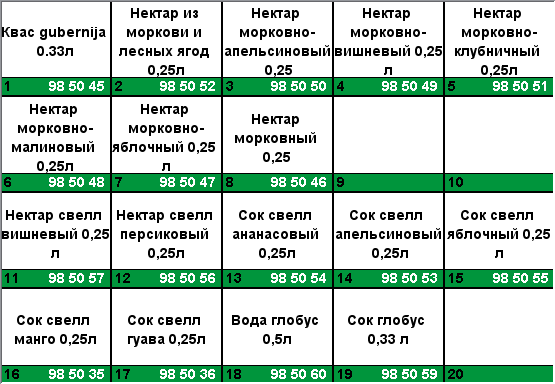 Квас gubernija
0.33л
1 98 50 45
Нектар из
моркови и
лесных ягод
0,25л
2 98 50 52
Нектар
морковно-
апельсиновый
0,25
3 98 50 50
Нектар
морковно-
вишневый 0,25
л
4 98 50 49
Нектар
морковно-
клубничный
0,25л
5 98 50 51
Нектар
морковно-
малиновый
0,25л
6 98 50 48
Нектар
морковно-
яблочный 0,25
л
7 98 50 47
Нектар
морковный
0,25
8 98 50 46
9
10
Нектар свелл
вишневый 0,25
л
11 98 50 57
Нектар свелл
персиковый
0,25л
12 98 50 56
Сок свелл
ананасовый
0,25л
13 98 50 54
Сок свелл
апельсиновый
0,25л
14 98 50 53
Сок свелл
яблочный 0,25
л
15 98 50 55
Сок свелл
манго 0,25л
16 98 50 35
Сок свелл
гуава 0,25л
17 98 50 36
Вода глобус
0,5л
18 98 50 60
Сок глобус
0,33 л
19 98 50 59
20